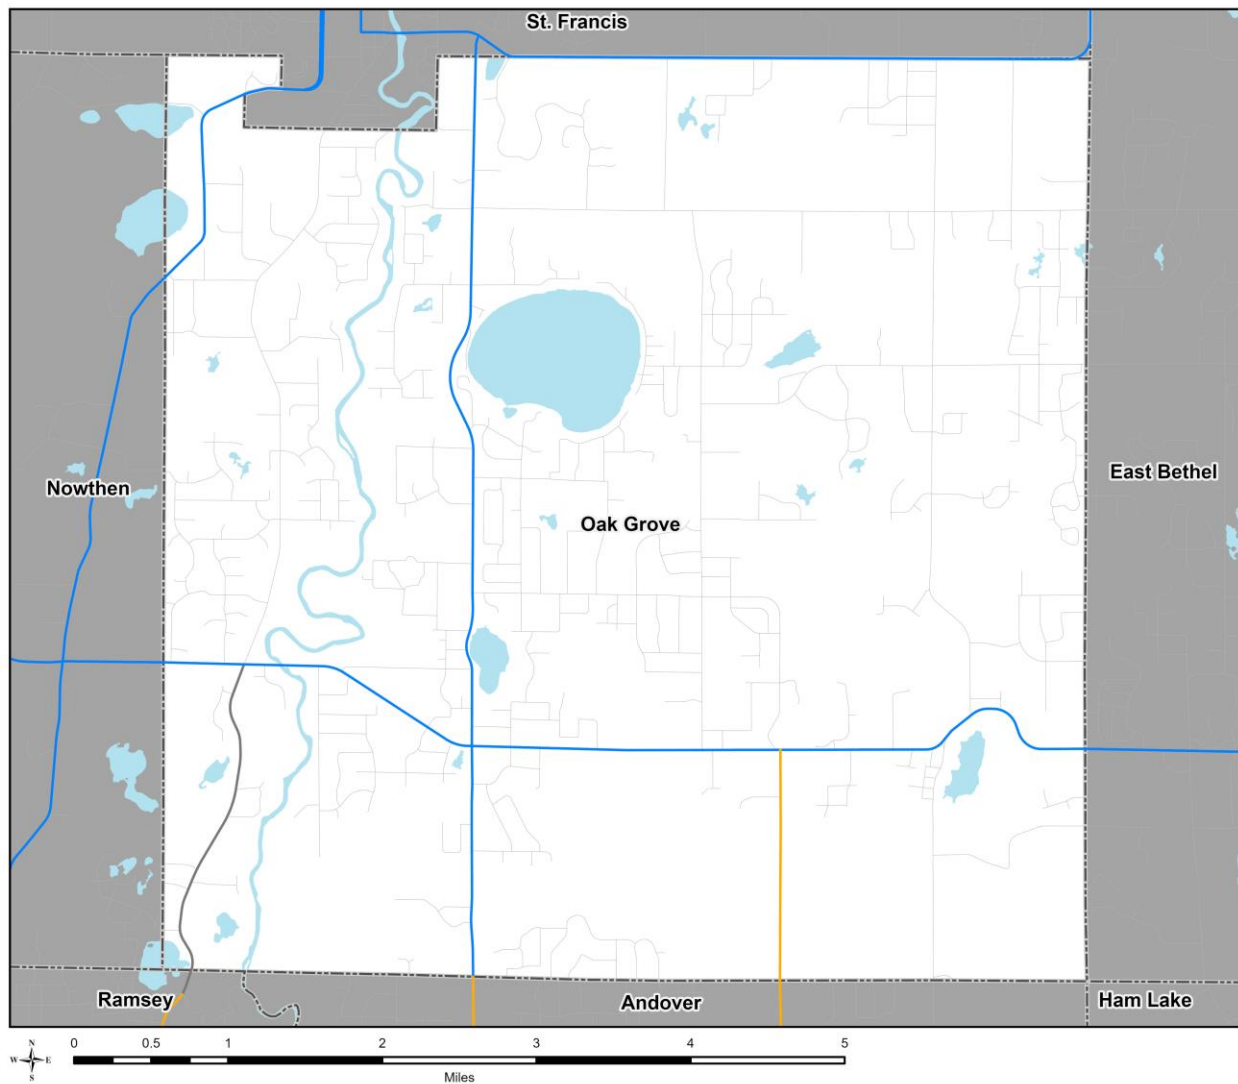 St. Francis
Nowthen
East Bethel
Oak Grove
Ramsey
Andover
Ham Lake
N
W E
S
0 0.5 1 2 3 4 5
Miles